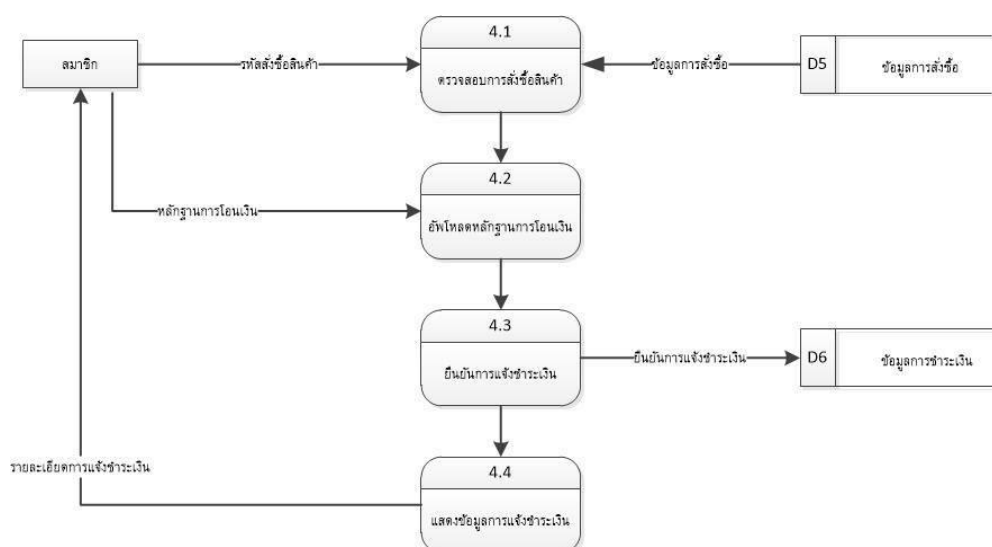 4.1
สมาชิก
รหัสสั่งซื้อสินค้า
ตรวจสอบการสั่งซื้อสินค้า
ข้อมูลการสั่งซื้อ
D5
ข้อมูลการสั่งซื้อ
4.2
หลักฐานการโอนเงิน
อัพโหลดหลักฐานการโอนเงิน
4.3
ยืนยันการแจ้งชำระเงิน
ยืนยันการแจ้งชำระเงิน
D6
ข้อมูลการชำระเงิน
รายละเอียดการแจ้งชำระเงิน
4.4
แสดงข้อมูลการแจ้งชำระเงิน